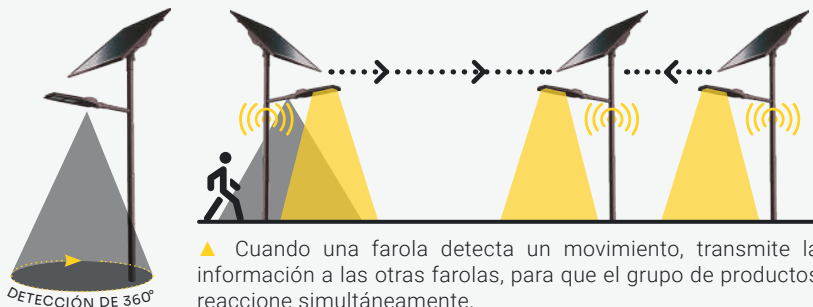 DETECCIÓN DE 360°
▲ Cuando una farola detecta un movimiento, transmite la
información a las otras farolas, para que el grupo de productos
reaccione simultáneamente.